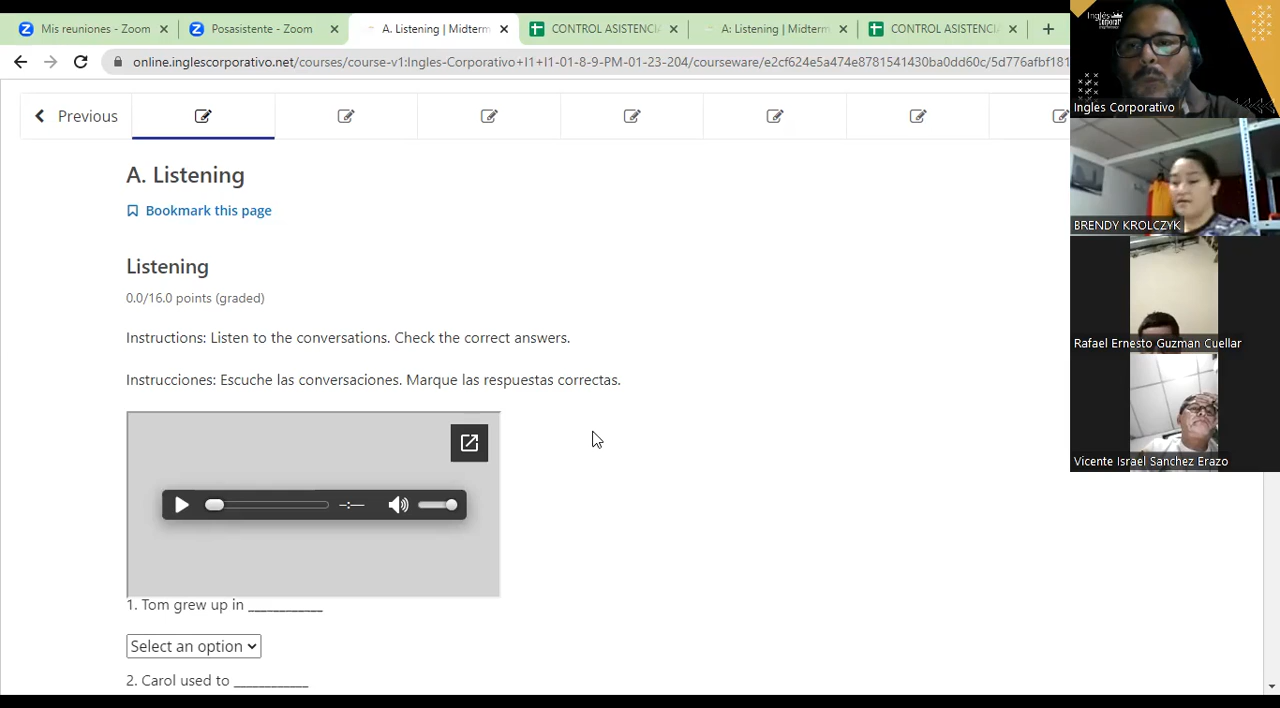 Mis reuniones - Zoom
Posasistente - Zoom
A. Listening | Midterm
CONTROL ASISTENCI
A: Listening | Midterm
CONTROL ASISTENCI
online.inglescorporativo.net/courses/course-v1:Ingles-Corporativo+I1+I1-01-8-9-PM-01-23-204/courseware/e2cf624e5a474e8781541430ba0dd60c/5d776afbf181
Previous
A. Listening
Bookmark this page
Listening
0.0/16.0 points (graded)
Instructions: Listen to the conversations. Check the correct answers.
Instrucciones: Escuche las conversaciones. Marque las respuestas correctas.
-:--
1. Tom grew up in ____________
Select an option
2. Carol used to ____________
Inglés
Corporativo
Ingles Corporativo
BRENDY KROLCZYK
Rafael Ernesto Guzman Cuellar
Vicente Israel Sanchez Erazo